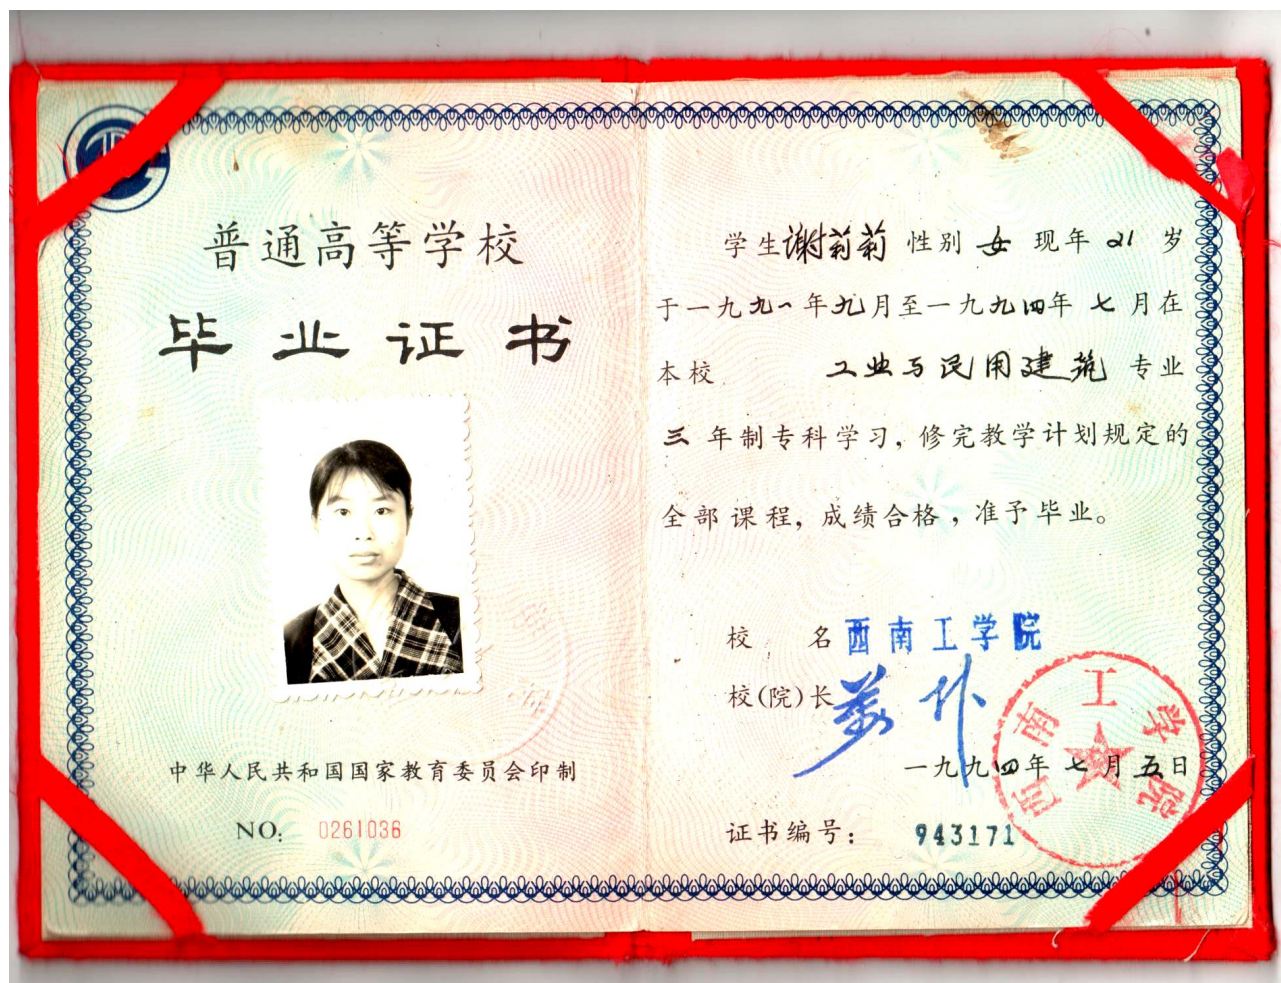 普通高等学校
毕业证书
中华人民共和国国家教育委员会印制
NO: 0261036
学生谢莉莉 性别 女 现年 21 岁
于一九九一年九月至一九九四年 七 月在
本校 工业与民用建筑 专业
三 年制专科学习, 修完教学计划规定的
全部课程, 成绩合格, 准予毕业。
校 名 西南工学院
校(院)长
一九九四年七月五日
证书编号: 943171
西南工学院